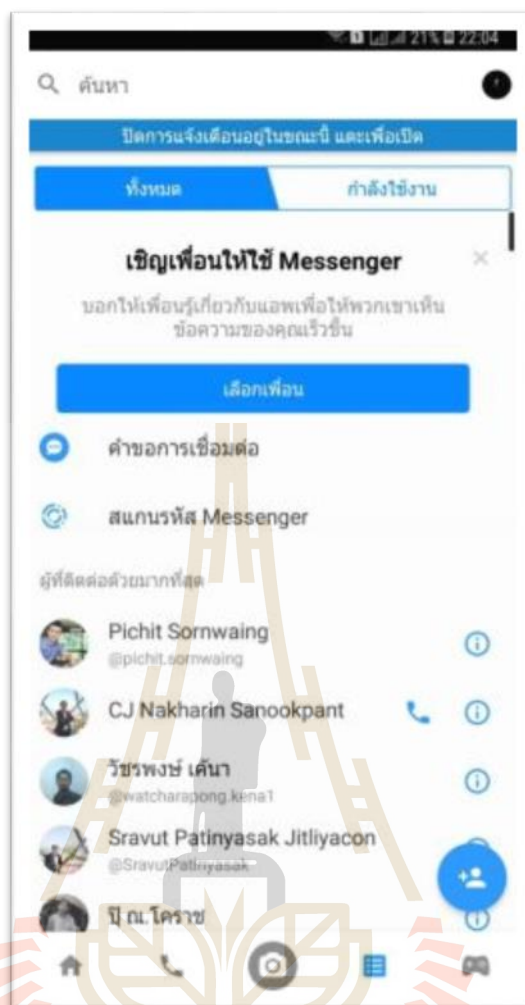 21% 22:04
ค้นหา
ปิดการแจ้งเตือนอยู่ในขณะนี้ แตะเพื่อเปิด
ทั้งหมด กำลังใช้งาน
เชิญเพื่อนให้ใช้ Messenger
บอกให้เพื่อนรู้เกี่ยวกับแอพเพื่อให้พวกเขาเห็น
ข้อความของคุณเร็วขึ้น
เลือกเพื่อน
คำขอการเชื่อมต่อ
สแกนรหัส Messenger
ผู้ที่ติดต่อด้วยมากที่สุด
Pichit Sornwaing
@pichit.sornwaing
CJ Nakharin Sanookpant
วัชรพงษ์ เค้นา
@watcharapong.kena1
Sravut Patinyasak Jitliyacon
@SravutPatinyasak
ปิ ณ.โคราช